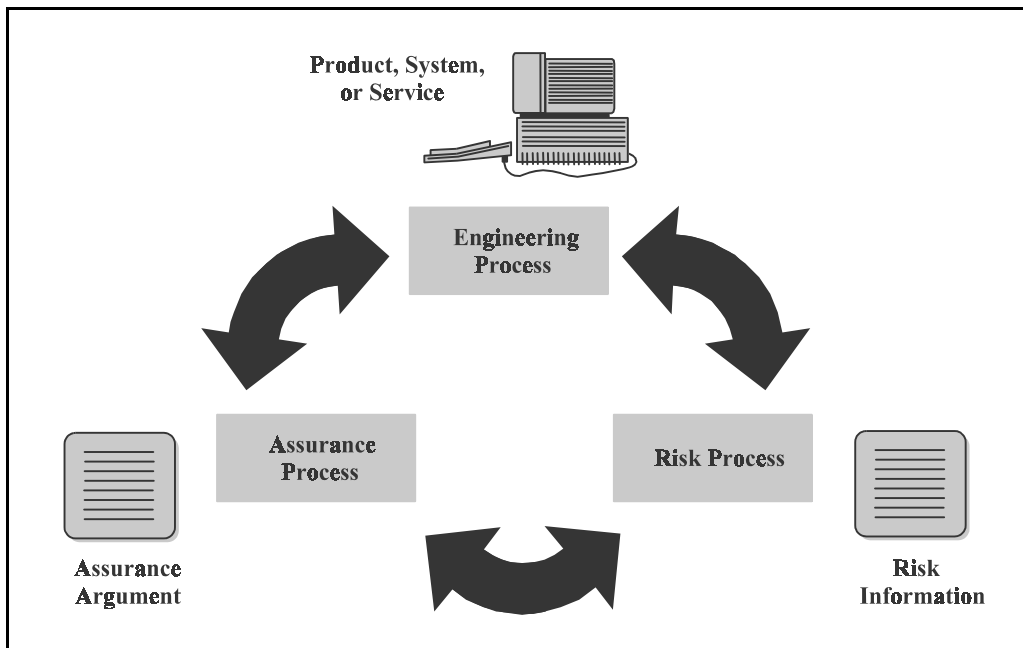 Product, System,
or Service
Engineering
Process
Assurance
Process
Risk Process
Assurance
Argument
Risk
Information